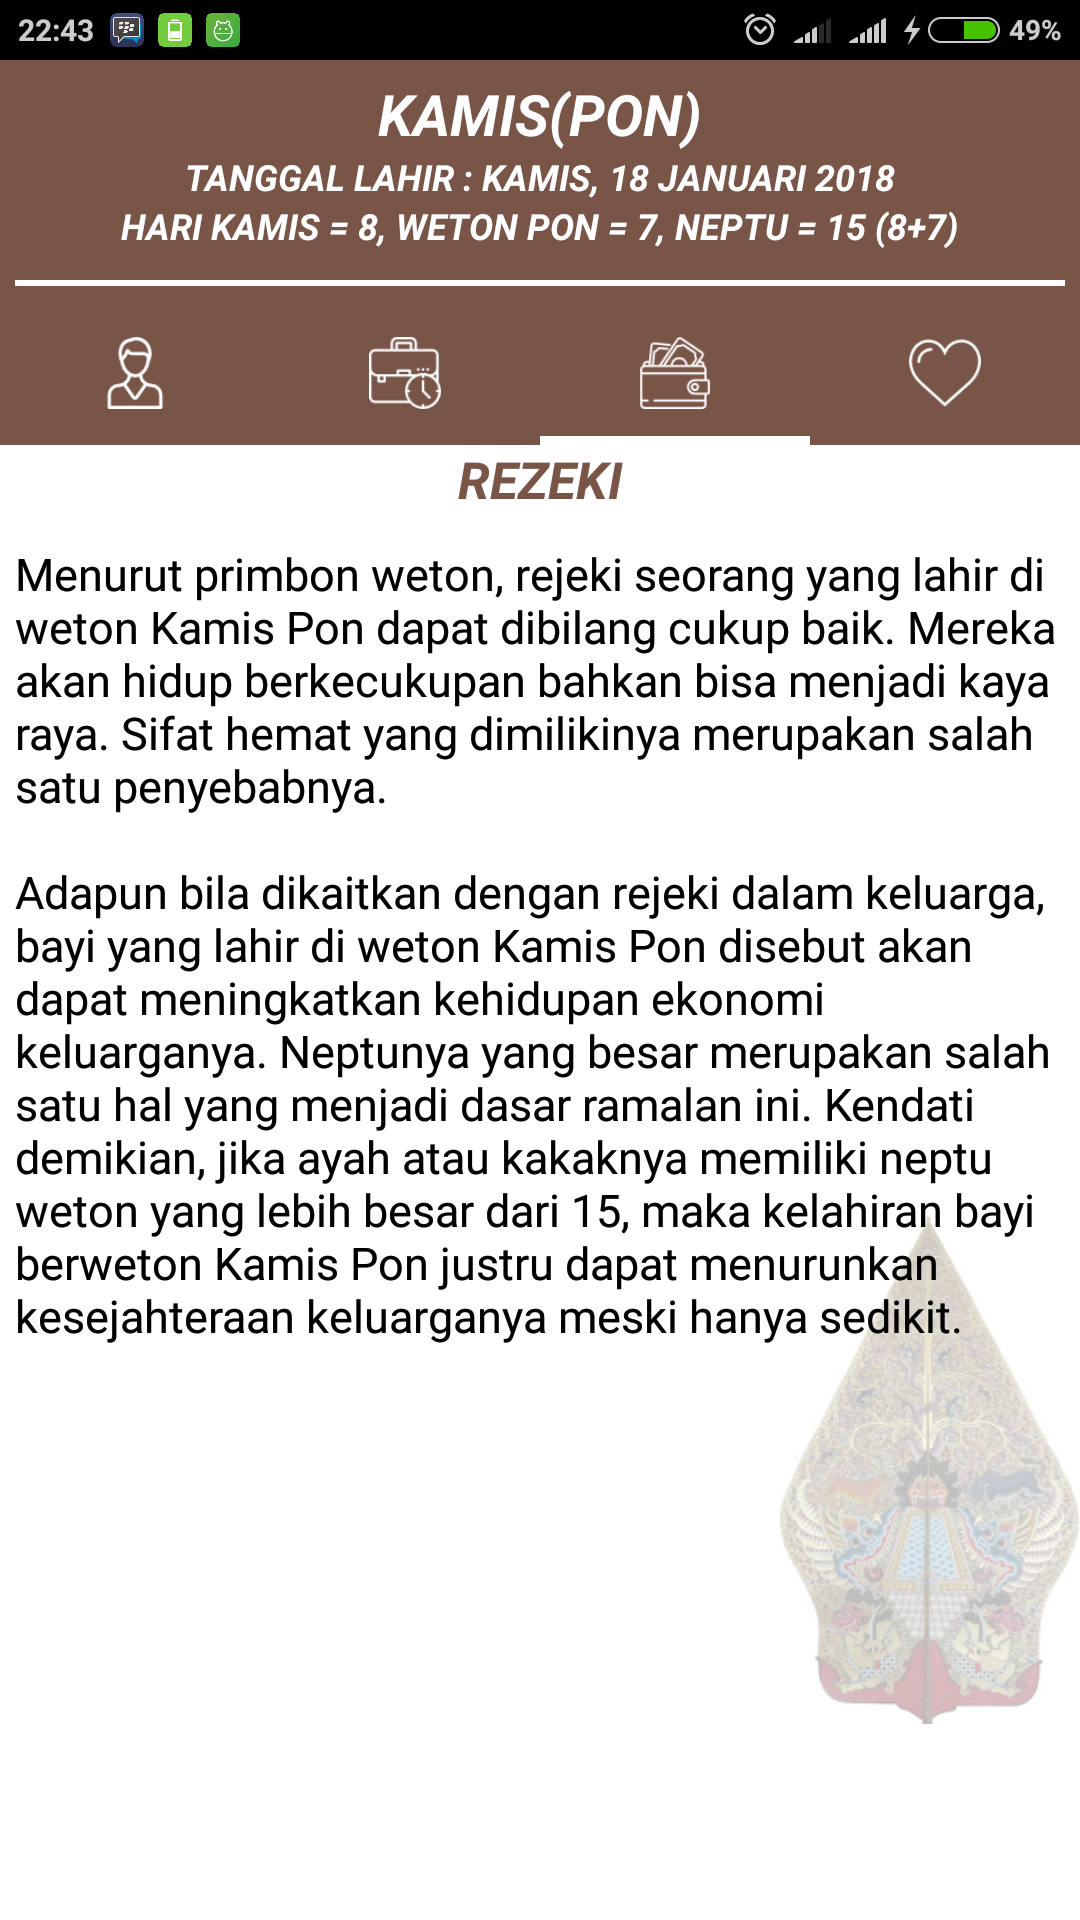 22:43
49%
KAMIS(PON)
TANGGAL LAHIR : KAMIS, 18 JANUARI 2018
HARI KAMIS = 8, WETON PON = 7, NEPTU = 15 (8+7)
REZEKI
Menurut primbon weton, rejeki seorang yang lahir di
weton Kamis Pon dapat dibilang cukup baik. Mereka
akan hidup berkecukupan bahkan bisa menjadi kaya
raya. Sifat hemat yang dimilikinya merupakan salah
satu penyebabnya.
Adapun bila dikaitkan dengan rejeki dalam keluarga,
bayi yang lahir di weton Kamis Pon disebut akan
dapat meningkatkan kehidupan ekonomi
keluarganya. Neptunya yang besar merupakan salah
satu hal yang menjadi dasar ramalan ini. Kendati
demikian, jika ayah atau kakaknya memiliki neptu
weton yang lebih besar dari 15, maka kelahiran bayi
berweton Kamis Pon justru dapat menurunkan
kesejahteraan keluarganya meski hanya sedikit.